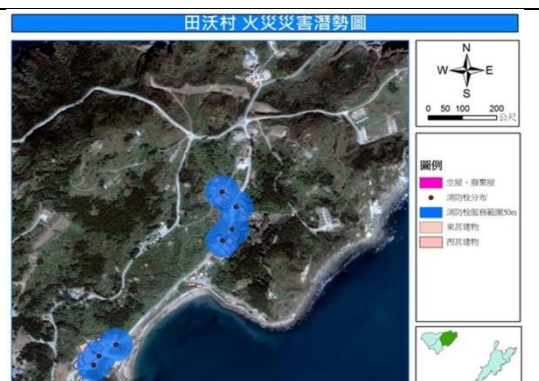 田沃村 火災災害潛勢圖
N
W E
S
0 50 100 200
公尺
圖例
空屋、廢棄屋
消防栓分布
消防栓服務範圍50m
東莒建物
西莒建物